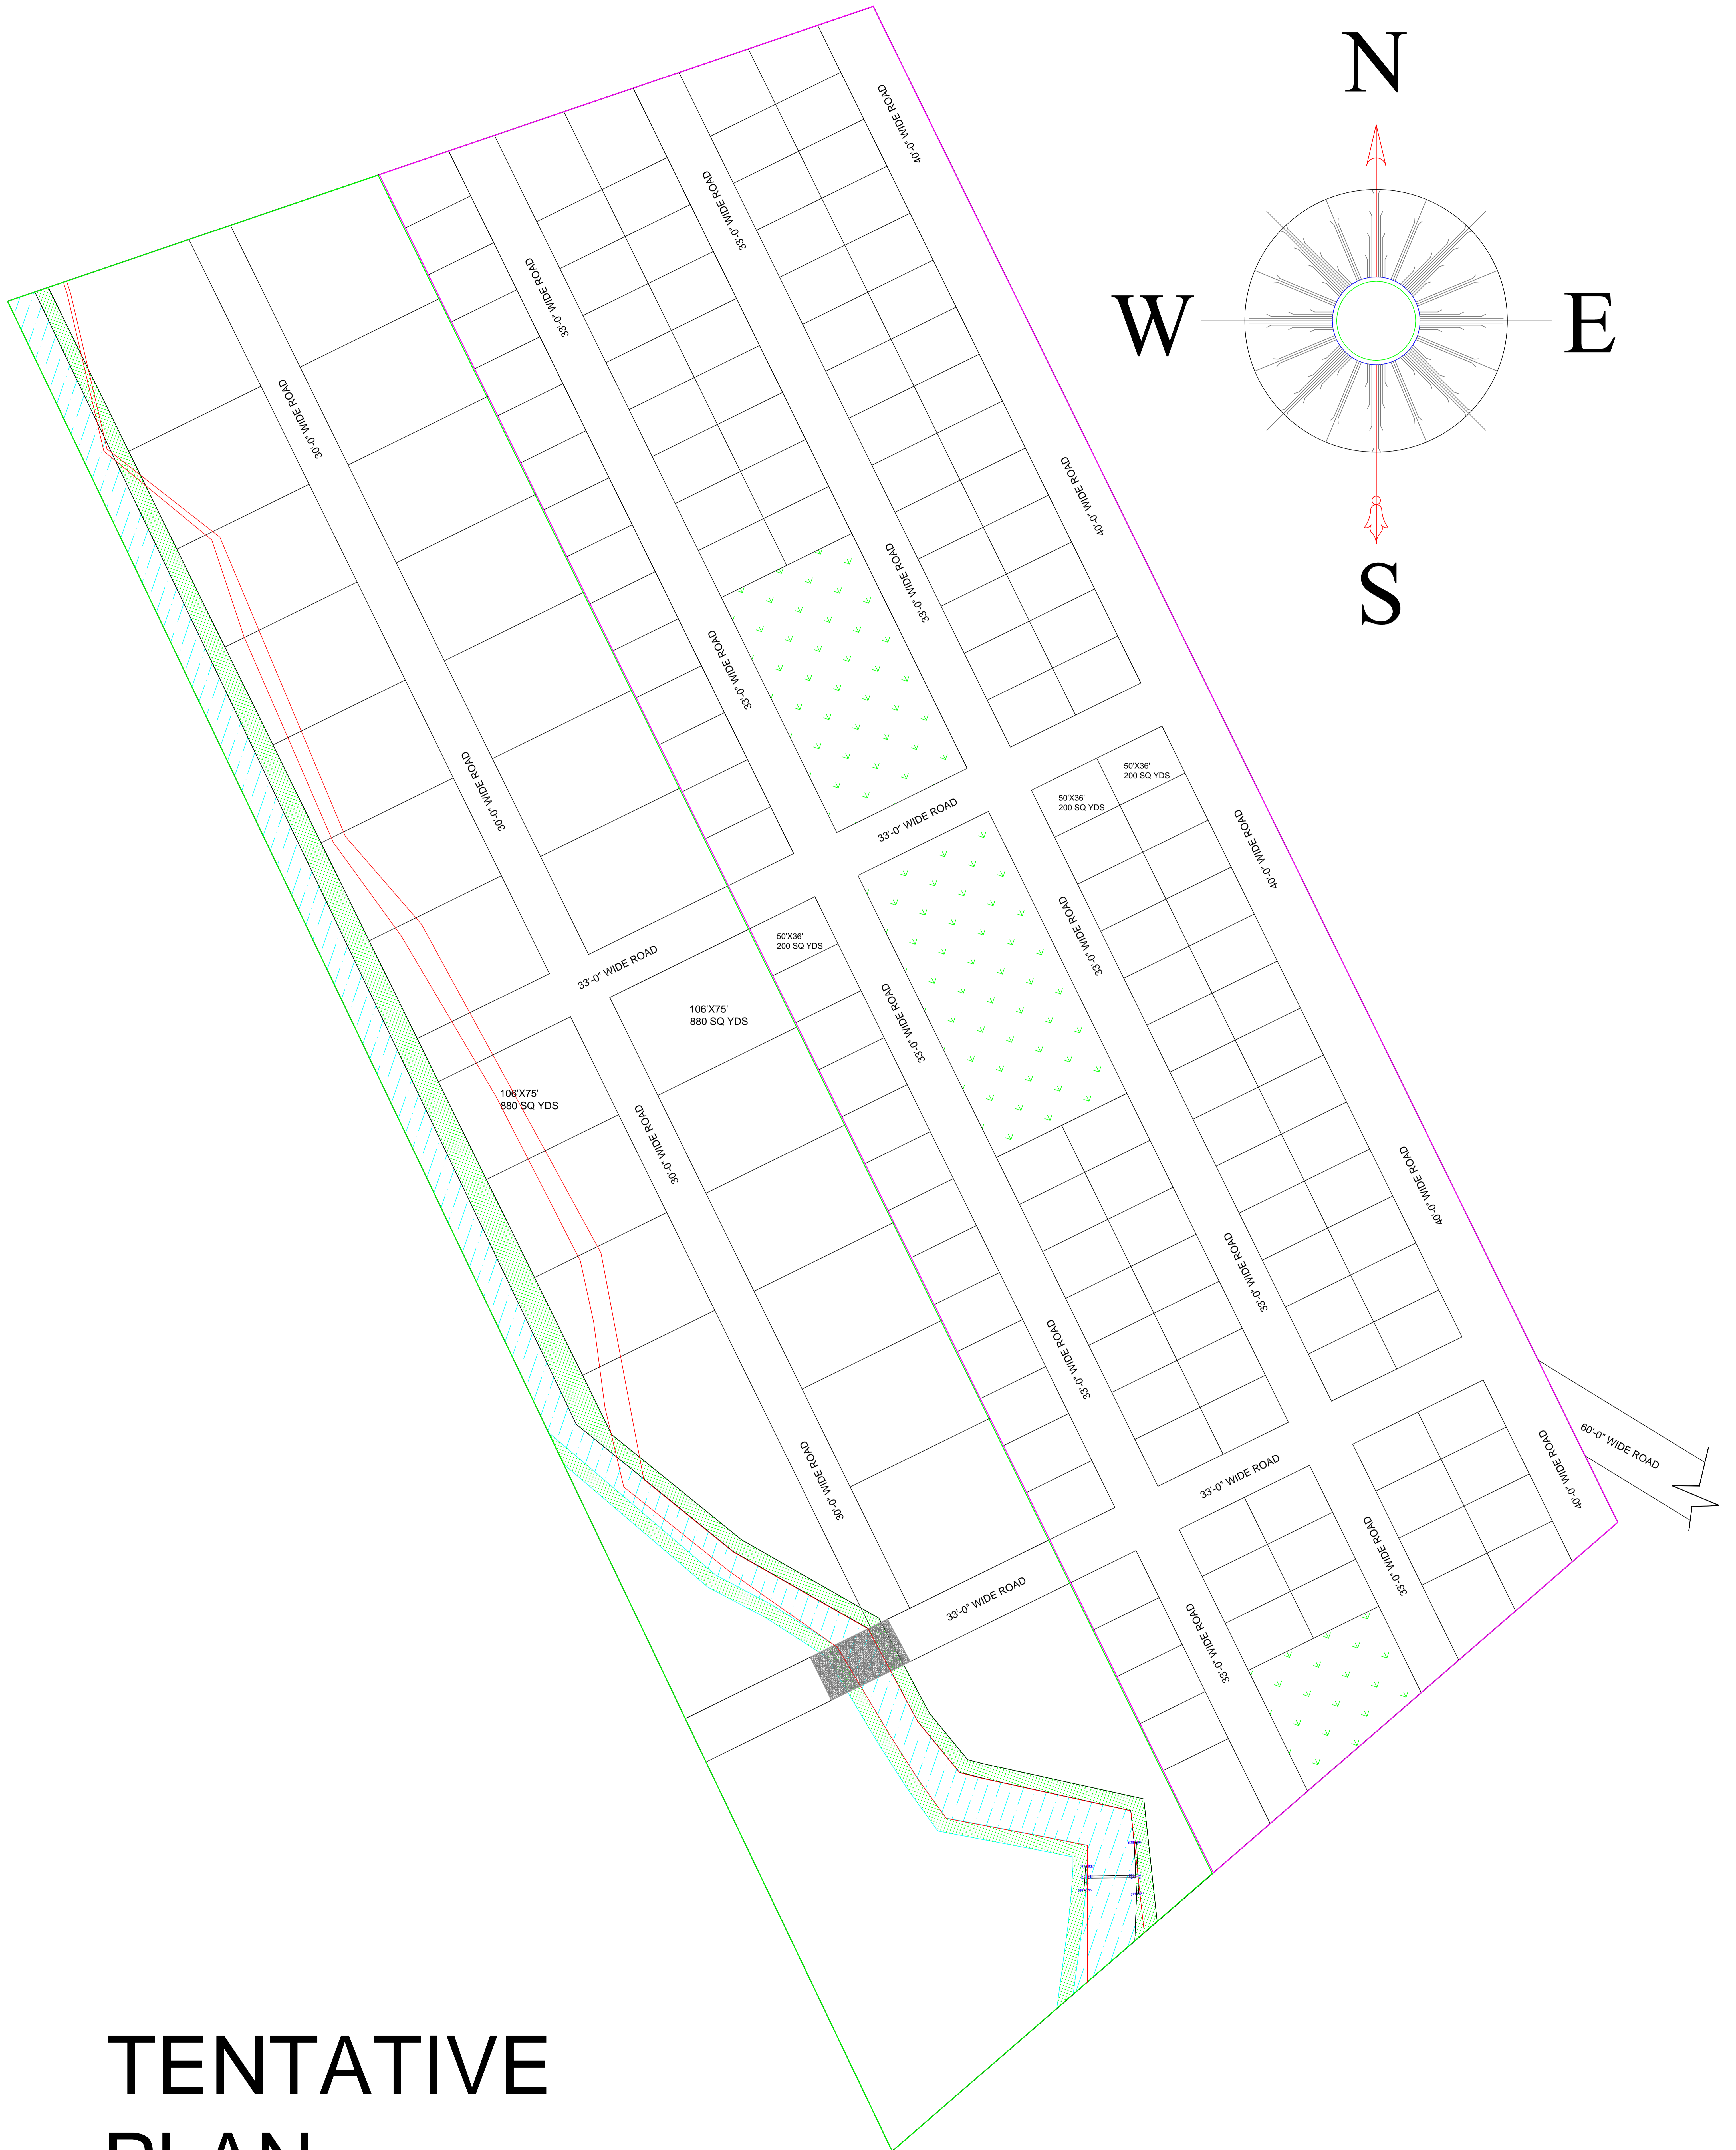 N
40'-0" WIDE ROAD
33'-0" WIDE ROAD
33'-0" WIDE ROAD
W
E
30'-0" WIDE ROAD
40'-0" WIDE ROAD
33'-0" WIDE ROAD
S
33'-0" WIDE ROAD
30'-0" WIDE ROAD
50'X36'
200 SQ YDS
50'X36'
200 SQ YDS
33'-0" WIDE ROAD
40'-0" WIDE ROAD
33'-0" WIDE ROAD
50'X36'
200 SQ YDS
33'-0" WIDE ROAD
106'X75'
880 SQ YDS
33'-0" WIDE ROAD
106'X75'
880 SQ YDS
30'-0" WIDE ROAD
40'-0" WIDE ROAD
33'-0" WIDE ROAD
33'-0" WIDE ROAD
60'-0" WIDE ROAD
40'-0" WIDE ROAD
30'-0" WIDE ROAD
33'-0" WIDE ROAD
33'-0" WIDE ROAD
33'-0" WIDE ROAD
33'-0" WIDE ROAD
TENTATIVE
PLAN